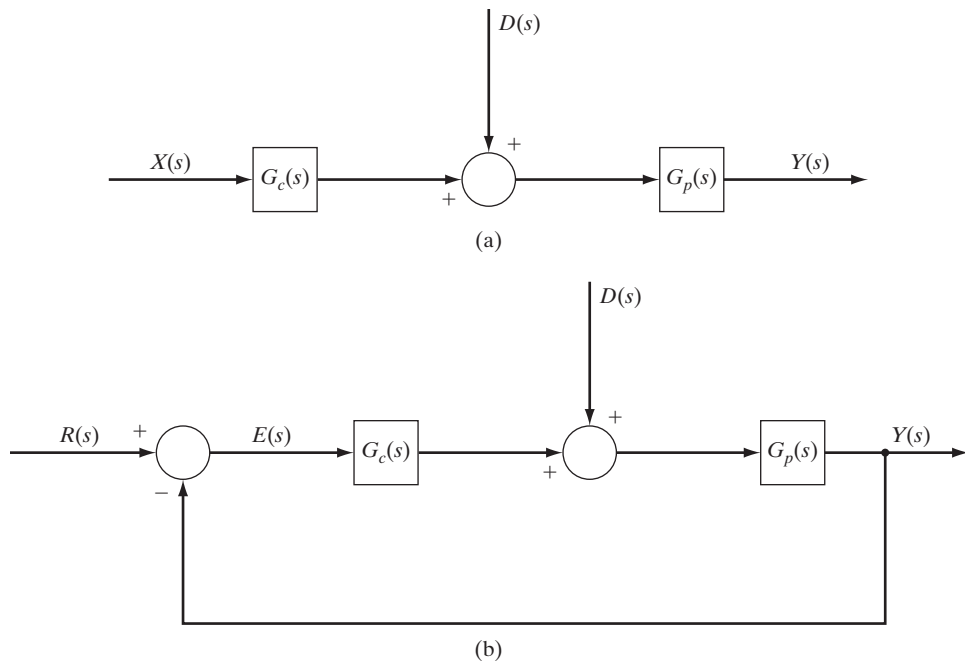 D(s)
+
X(s)
G_c(s)
+
G_p(s)
Y(s)
(a)
D(s)
+
R(s)
+
−
E(s)
G_c(s)
+
G_p(s)
Y(s)
(b)